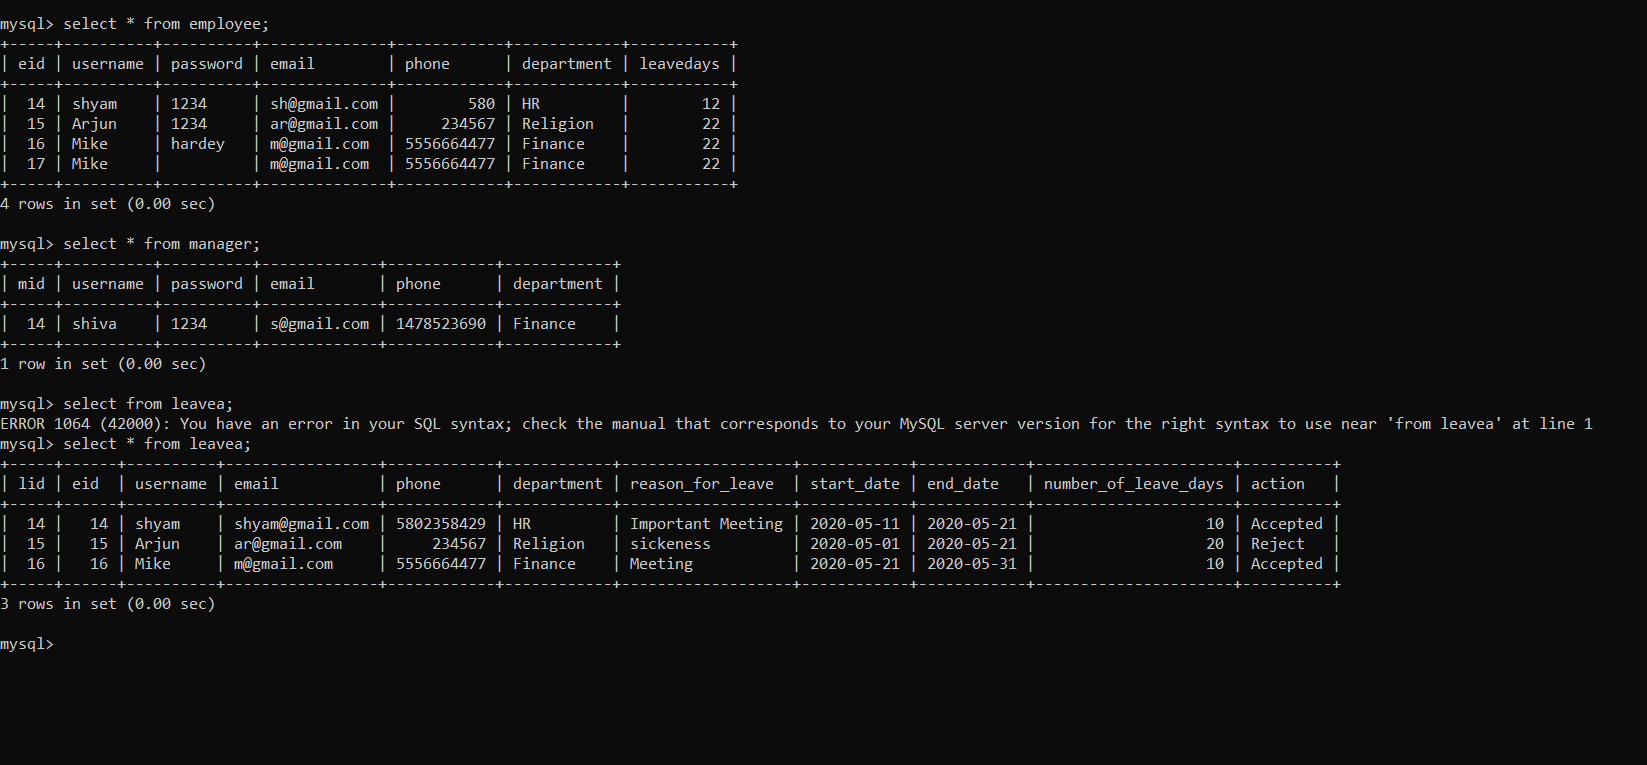 mysql> select * from employee;
+-----+----------+----------+--------------+------------+------------+-----------+
| eid | username | password | email        | phone      | department | leavedays |
+-----+----------+----------+--------------+------------+------------+-----------+
|  14 | shyam    | 1234     | sh@gmail.com |        580 | HR         |        12 |
|  15 | Arjun    | 1234     | ar@gmail.com |     234567 | Religion   |        22 |
|  16 | Mike     | hardey   | m@gmail.com  | 5556664477 | Finance    |        22 |
|  17 | Mike     |          | m@gmail.com  | 5556664477 | Finance    |        22 |
+-----+----------+----------+--------------+------------+------------+-----------+
4 rows in set (0.00 sec)

mysql> select * from manager;
+-----+----------+----------+-------------+------------+------------+
| mid | username | password | email       | phone      | department |
+-----+----------+----------+-------------+------------+------------+
|  14 | shiva    | 1234     | s@gmail.com | 1478523690 | Finance    |
+-----+----------+----------+-------------+------------+------------+
1 row in set (0.00 sec)

mysql> select from leavea;
ERROR 1064 (42000): You have an error in your SQL syntax; check the manual that corresponds to your MySQL server version for the right syntax to use near 'from leavea' at line 1
mysql> select * from leavea;
+-----+------+----------+-----------------+------------+------------+-------------------+------------+------------+----------------------+----------+
| lid | eid  | username | email           | phone      | department | reason_for_leave  | start_date | end_date   | number_of_leave_days | action   |
+-----+------+----------+-----------------+------------+------------+-------------------+------------+------------+----------------------+----------+
|  14 |   14 | shyam    | shyam@gmail.com | 5802358429 | HR         | Important Meeting | 2020-05-11 | 2020-05-21 |                   10 | Accepted |
|  15 |   15 | Arjun    | ar@gmail.com    |     234567 | Religion   | sickeness         | 2020-05-01 | 2020-05-21 |                   20 | Reject   |
|  16 |   16 | Mike     | m@gmail.com     | 5556664477 | Finance    | Meeting           | 2020-05-21 | 2020-05-31 |                   10 | Accepted |
+-----+------+----------+-----------------+------------+------------+-------------------+------------+------------+----------------------+----------+
3 rows in set (0.00 sec)

mysql>